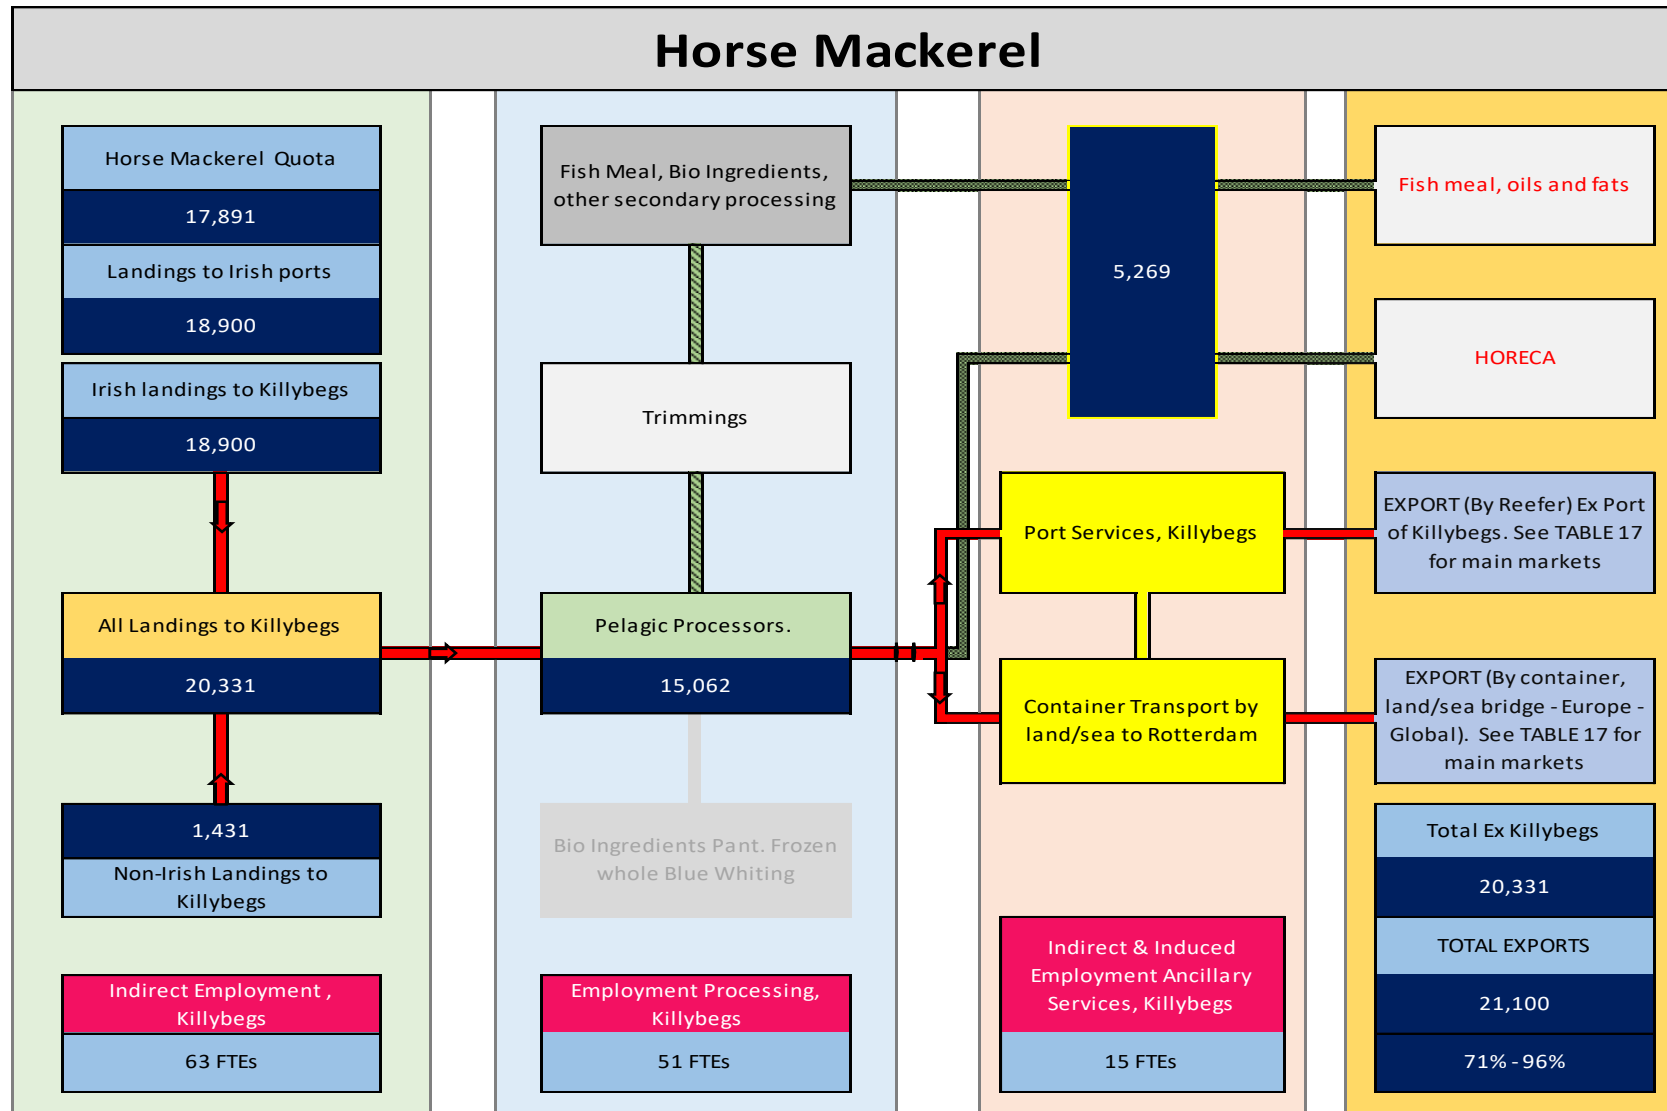 Horse Mackerel
Horse Mackerel Quota
17,891
Landings to Irish ports
18,900
Irish landings to Killybegs
18,900
All Landings to Killybegs
20,331
1,431
Non-Irish Landings to
Killybegs
Indirect Employment ,
Killybegs
63 FTEs
Fish Meal, Bio Ingredients,
other secondary processing
Trimmings
Pelagic Processors.
15,062
Bio Ingredients Pant. Frozen
whole Blue Whiting
Employment Processing,
Killybegs
51 FTEs
5,269
Port Services, Killybegs
Container Transport by
land/sea to Rotterdam
Indirect & Induced
Employment Ancillary
Services, Killybegs
15 FTEs
Fish meal, oils and fats
HORECA
EXPORT (By Reefer) Ex Port
of Killybegs. See TABLE 17
for main markets
EXPORT (By container,
land/sea bridge - Europe -
Global).  See TABLE 17 for
main markets
Total Ex Killybegs
20,331
TOTAL EXPORTS
21,100
71% - 96%